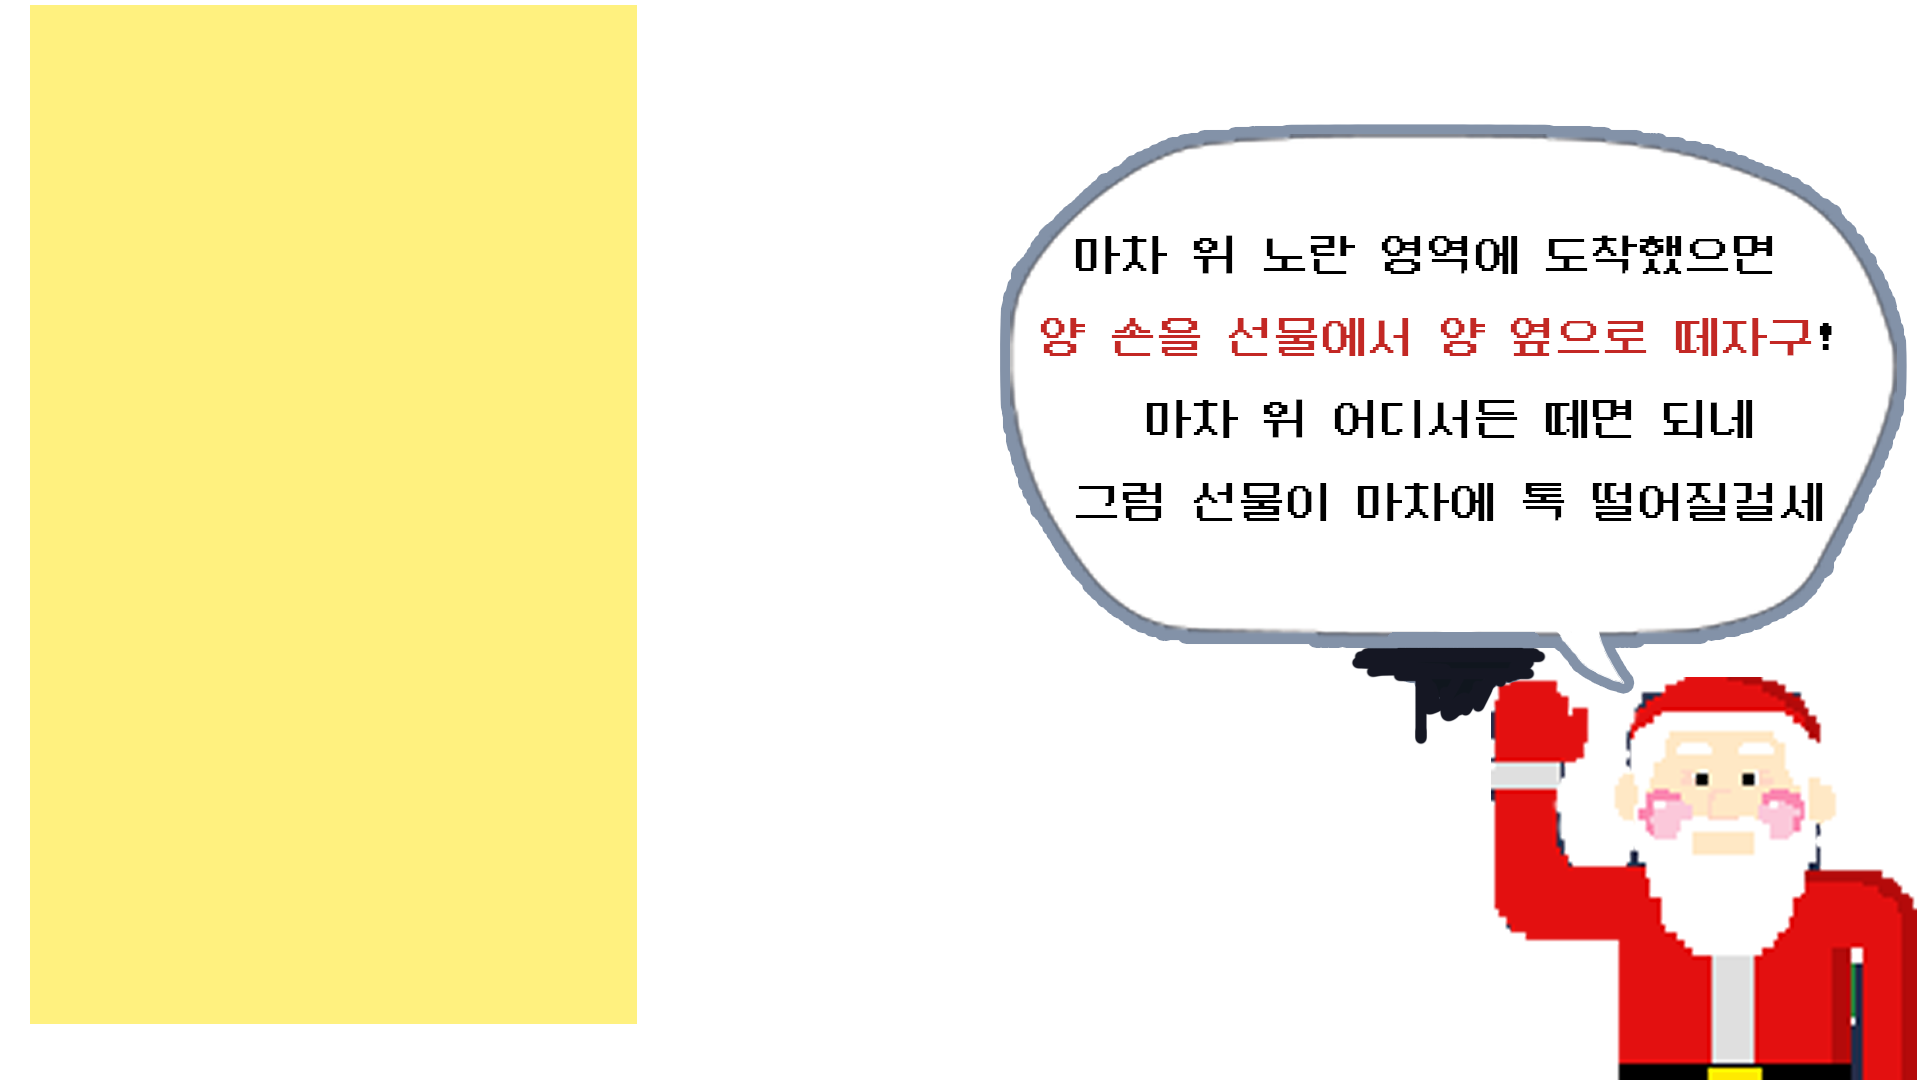 마차 위 노란 영역에 도착했으면
양 손을 선물에서 양 옆으로 떼자구!
마차 위 어디서든 떼면 되네
그럼 선물이 마차에 톡 떨어질걸세